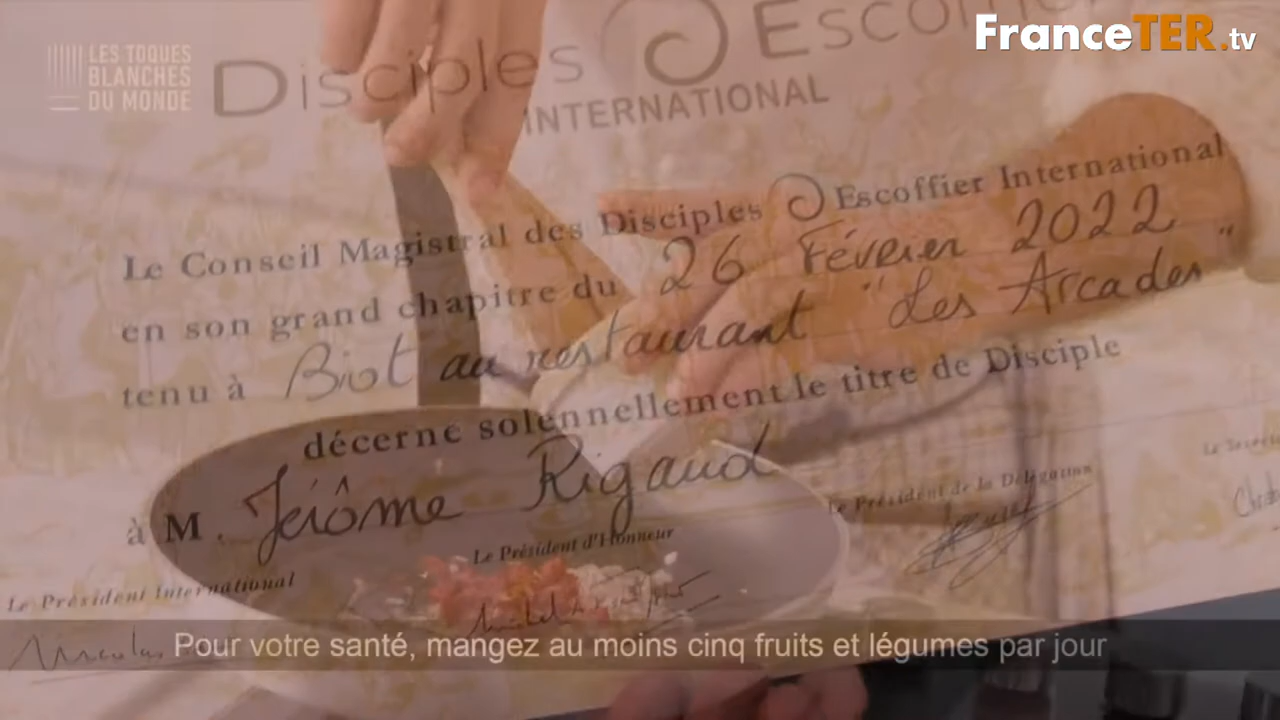 FranceTER.tv
LES TOQUES
BLANCHES
DU MONDE
Disciples Escoffier
INTERNATIONAL
Le Conseil Magistral des Disciples Escoffier International
en son grand chapitre du 26 Février 2022
tenu à Biot au restaurant "Les Arcades"
décerne solennellement le titre de Disciple
à M. Jérôme Rigaud
Le Président de la Délégation
Le Président d'Honneur
Le Président International
Pour votre santé, mangez au moins cinq fruits et légumes par jour